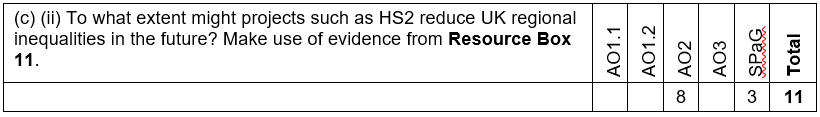 (c) (ii) To what extent might projects such as HS2 reduce UK regional
inequalities in the future? Make use of evidence from Resource Box
11.
AO1.1
AO1.2
AO2
AO3
SPaG
Total
8
3
11